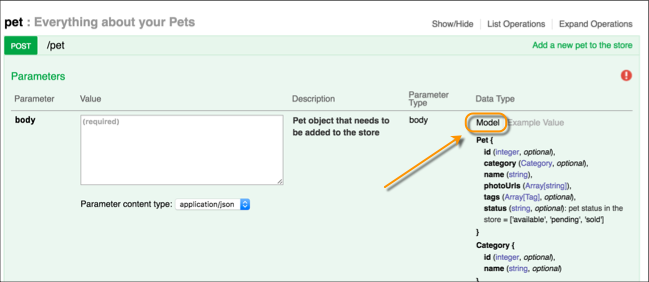 pet : Everything about your Pets
Show/Hide List Operations Expand Operations
POST /pet Add a new pet to the store
Parameters
Parameter Value Description Parameter Type Data Type
body (required) Pet object that needs to be added to the store body Model Example Value
Pet {
id (integer, optional),
category (Category, optional),
name (string),
photoUrls (Array[string]),
tags (Array[Tag], optional),
status (string, optional): pet status in the
store = ['available', 'pending', 'sold']
}
Category {
id (integer, optional),
name (string, optional)
}
Parameter content type: application/json